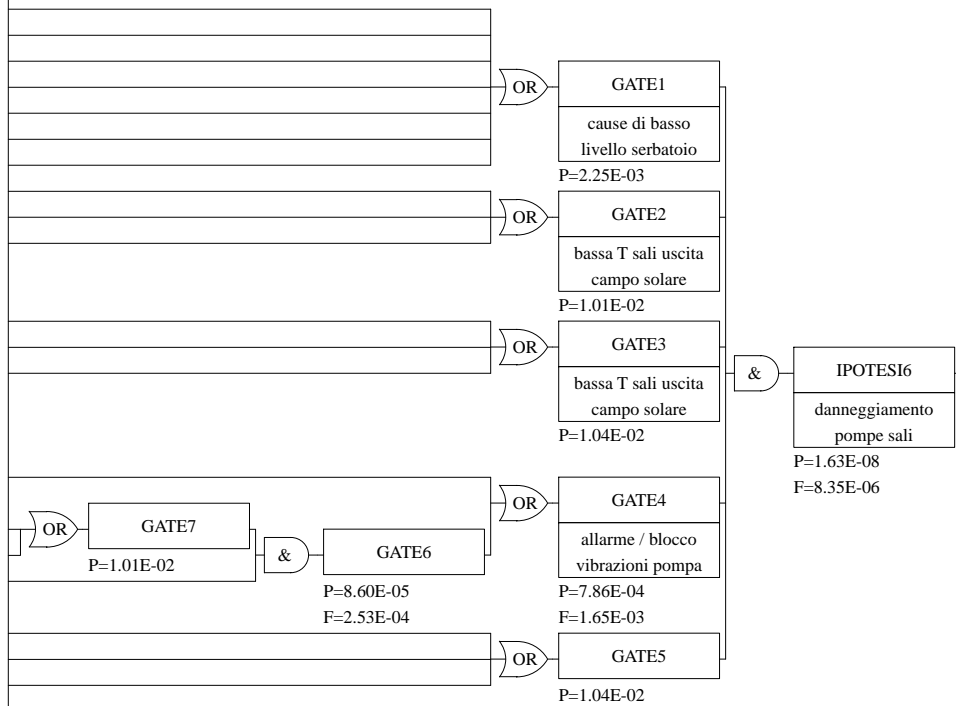 OR
GATE1
cause di basso
livello serbatoio
P=2.25E-03
OR
GATE2
bassa T sali uscita
campo solare
P=1.01E-02
OR
GATE3
bassa T sali uscita
campo solare
P=1.04E-02
&
IPOTESI6
danneggiamento
pompe sali
P=1.63E-08
F=8.35E-06
OR
GATE4
allarme / blocco
vibrazioni pompa
P=7.86E-04
F=1.65E-03
OR
GATE7
P=1.01E-02
&
GATE6
P=8.60E-05
F=2.53E-04
OR
GATE5
P=1.04E-02